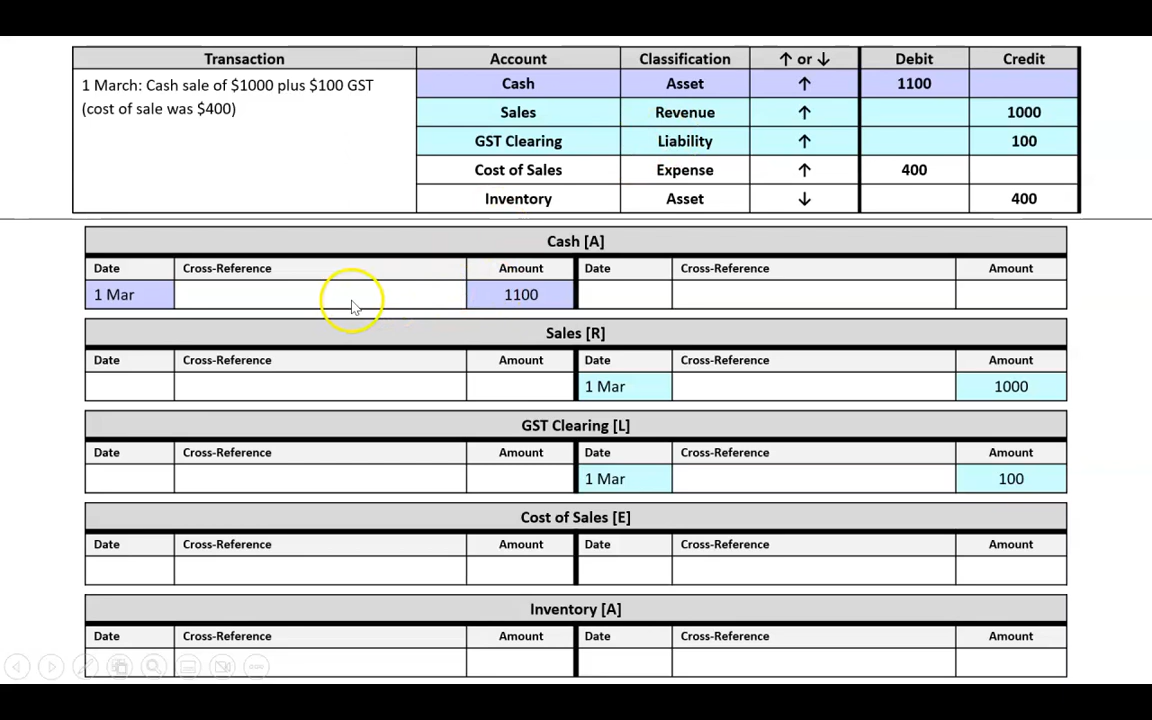 Transaction Account Classification ↑ or ↓ Debit Credit
1 March: Cash sale of $1000 plus $100 GST Cash Asset ↑ 1100
(cost of sale was $400) Sales Revenue ↑ 1000
GST Clearing Liability ↑ 100
Cost of Sales Expense ↑ 400
Inventory Asset ↓ 400
Cash [A]
Date Cross-Reference Amount Date Cross-Reference Amount
1 Mar 1100
Sales [R]
Date Cross-Reference Amount Date Cross-Reference Amount
1 Mar 1000
GST Clearing [L]
Date Cross-Reference Amount Date Cross-Reference Amount
1 Mar 100
Cost of Sales [E]
Date Cross-Reference Amount Date Cross-Reference Amount
Inventory [A]
Date Cross-Reference Amount Date Cross-Reference Amount